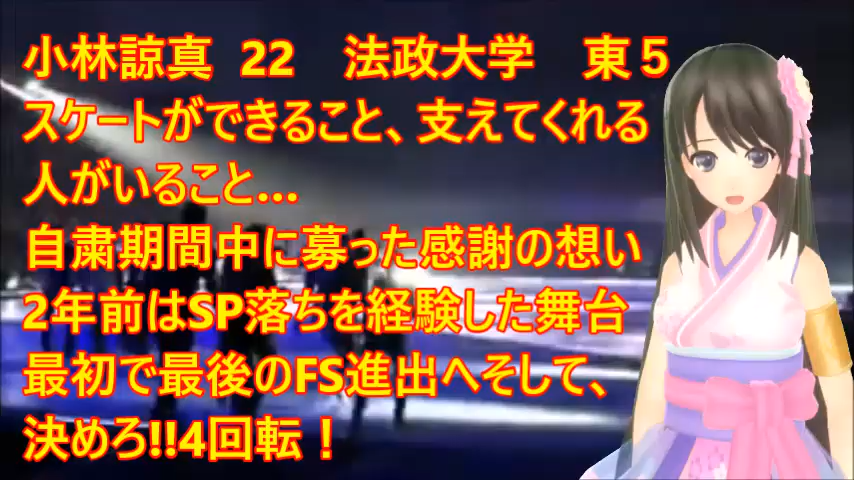 小林諒真 22 法政大学 東５
スケートができること、支えてくれる
人がいること…
自粛期間中に募った感謝の想い
2年前はSP落ちを経験した舞台
最初で最後のFS進出へそして、
決めろ!!4回転！